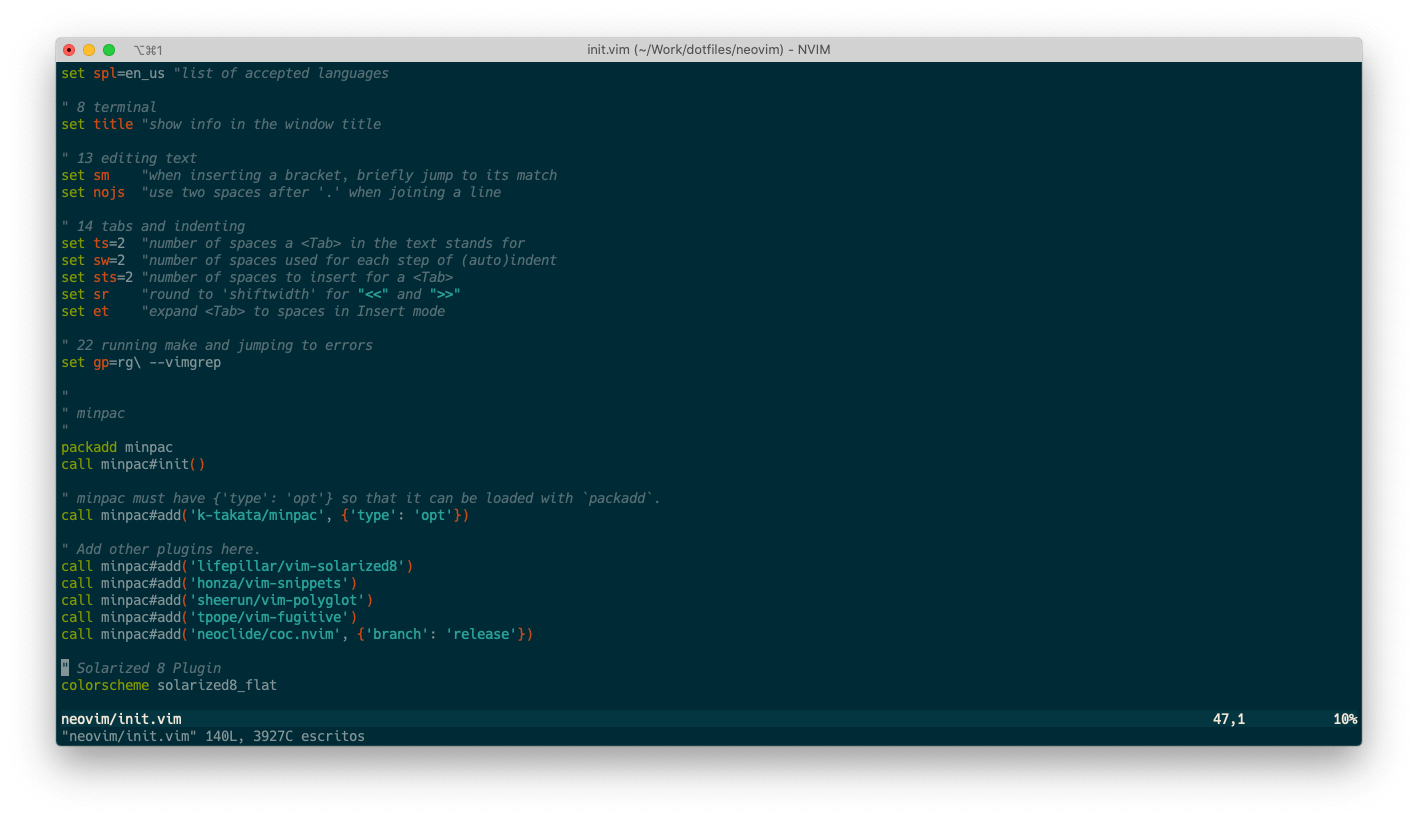 ⌥⌘1 init.vim (~/Work/dotfiles/neovim) - NVIM
set spl=en_us "list of accepted languages
" 8 terminal
set title "show info in the window title
" 13 editing text
set sm    "when inserting a bracket, briefly jump to its match
set nojs  "use two spaces after '.' when joining a line
" 14 tabs and indenting
set ts=2  "number of spaces a <Tab> in the text stands for
set sw=2  "number of spaces used for each step of (auto)indent
set sts=2 "number of spaces to insert for a <Tab>
set sr    "round to 'shiftwidth' for "<<" and ">>"
set et    "expand <Tab> to spaces in Insert mode
" 22 running make and jumping to errors
set gp=rg\ --vimgrep
"
" minpac
"
packadd minpac
call minpac#init()
" minpac must have {'type': 'opt'} so that it can be loaded with `packadd`.
call minpac#add('k-takata/minpac', {'type': 'opt'})
" Add other plugins here.
call minpac#add('lifepillar/vim-solarized8')
call minpac#add('honza/vim-snippets')
call minpac#add('sheerun/vim-polyglot')
call minpac#add('tpope/vim-fugitive')
call minpac#add('neoclide/coc.nvim', {'branch': 'release'})
" Solarized 8 Plugin
colorscheme solarized8_flat
neovim/init.vim 47,1 10%
"neovim/init.vim" 140L, 3927C escritos